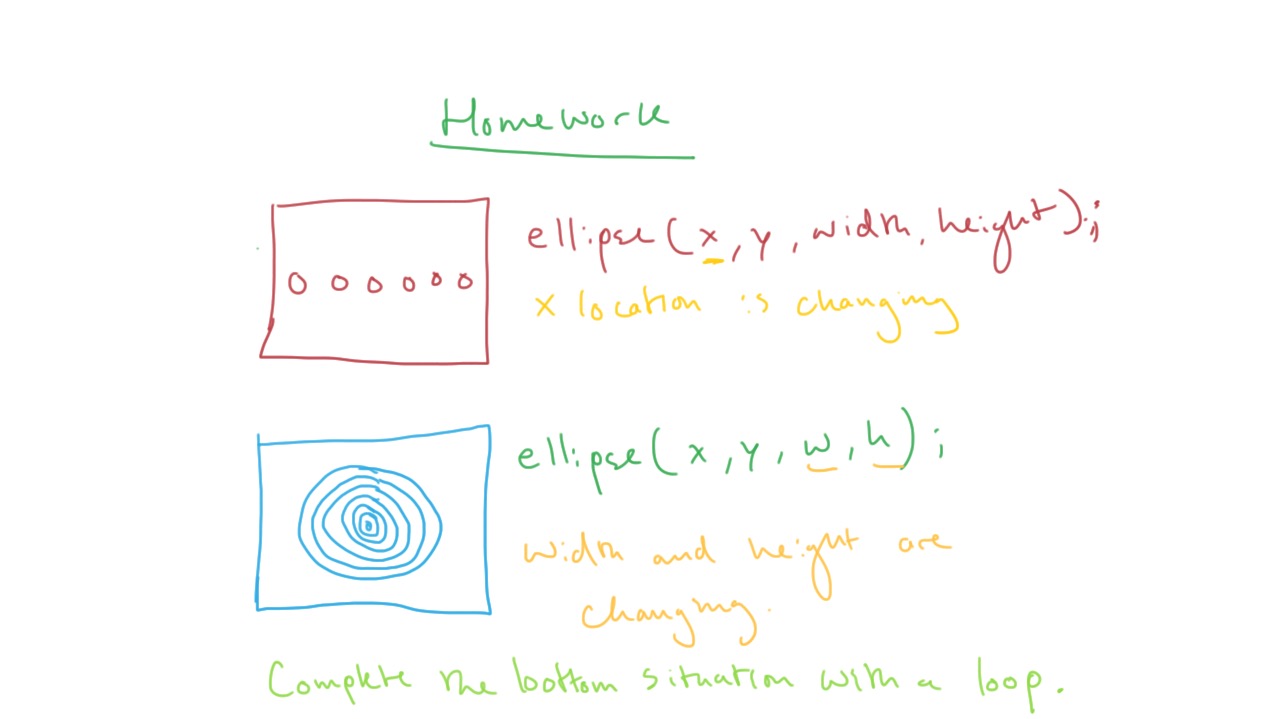 Homework
ellipse(x, y, width, height);
x location is changing
ellipse(x, y, w, h);
width and height are
changing.
Complete the bottom situation with a loop.